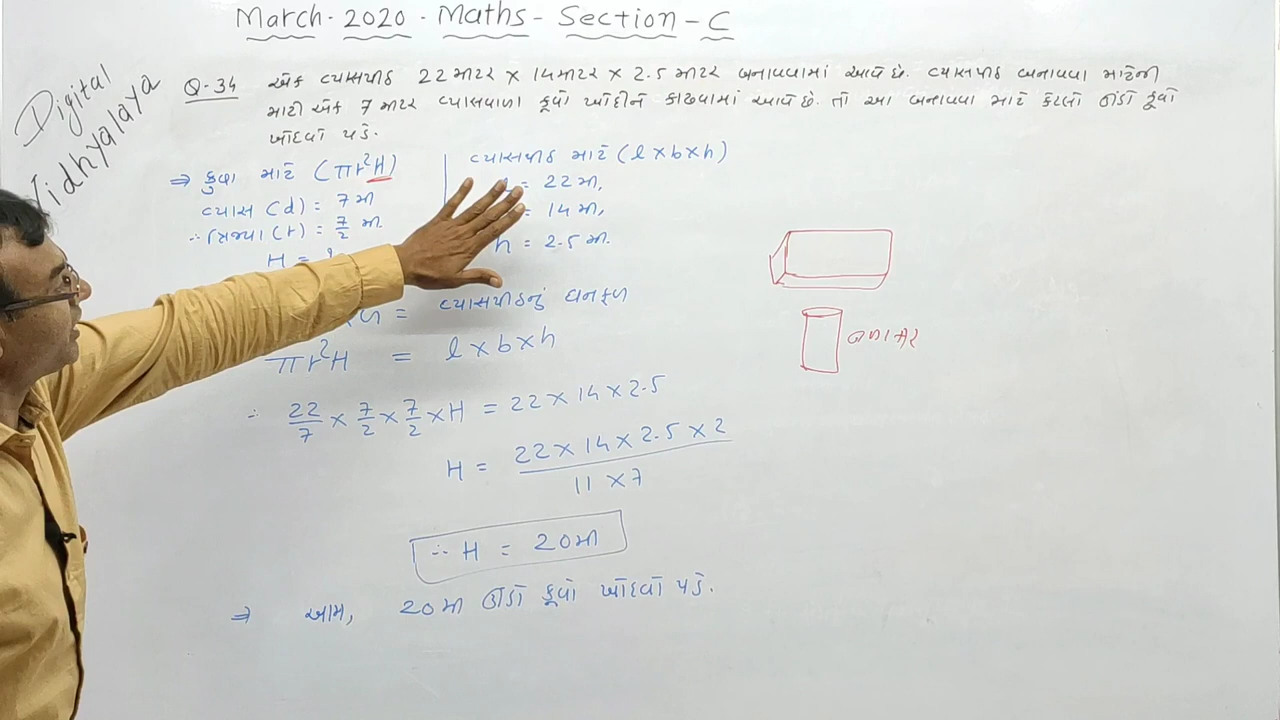 March - 2020 - Maths - Section - C
Digital
Vidhyalaya
Q-34 એક વ્યાસપીઠ 22 મીટર × 14 મીટર × 2.5 મીટર બનાવવામાં આવે છે. વ્યાસપીઠ બનાવવા માટેની
માટી એક 7 મીટર વ્યાસવાળા કૂવો ખોદીને કાઢવામાં આવે છે. તો આ બનાવવા માટે કેટલો ઊંડો કૂવો
ખોદવો પડે.
⇒ કુવા માટે (πr²H)
વ્યાસ (d) = 7 મી
∴ ત્રિજ્યા (r) = 7/2 મી.
H =
વ્યાસપીઠ માટે (l×b×h)
= 22 મી,
= 14 મી,
h = 2.5 મી.
= વ્યાસપીઠનું ઘનફળ
πr²H = l×b×h
∴ 22/7 × 7/2 × 7/2 × H = 22 × 14 × 2.5
H = 22 × 14 × 2.5 × 2 / 11 × 7
∴ H = 20 મી
⇒ આમ, 20 મી ઊંડો કૂવો ખોદવો પડે.